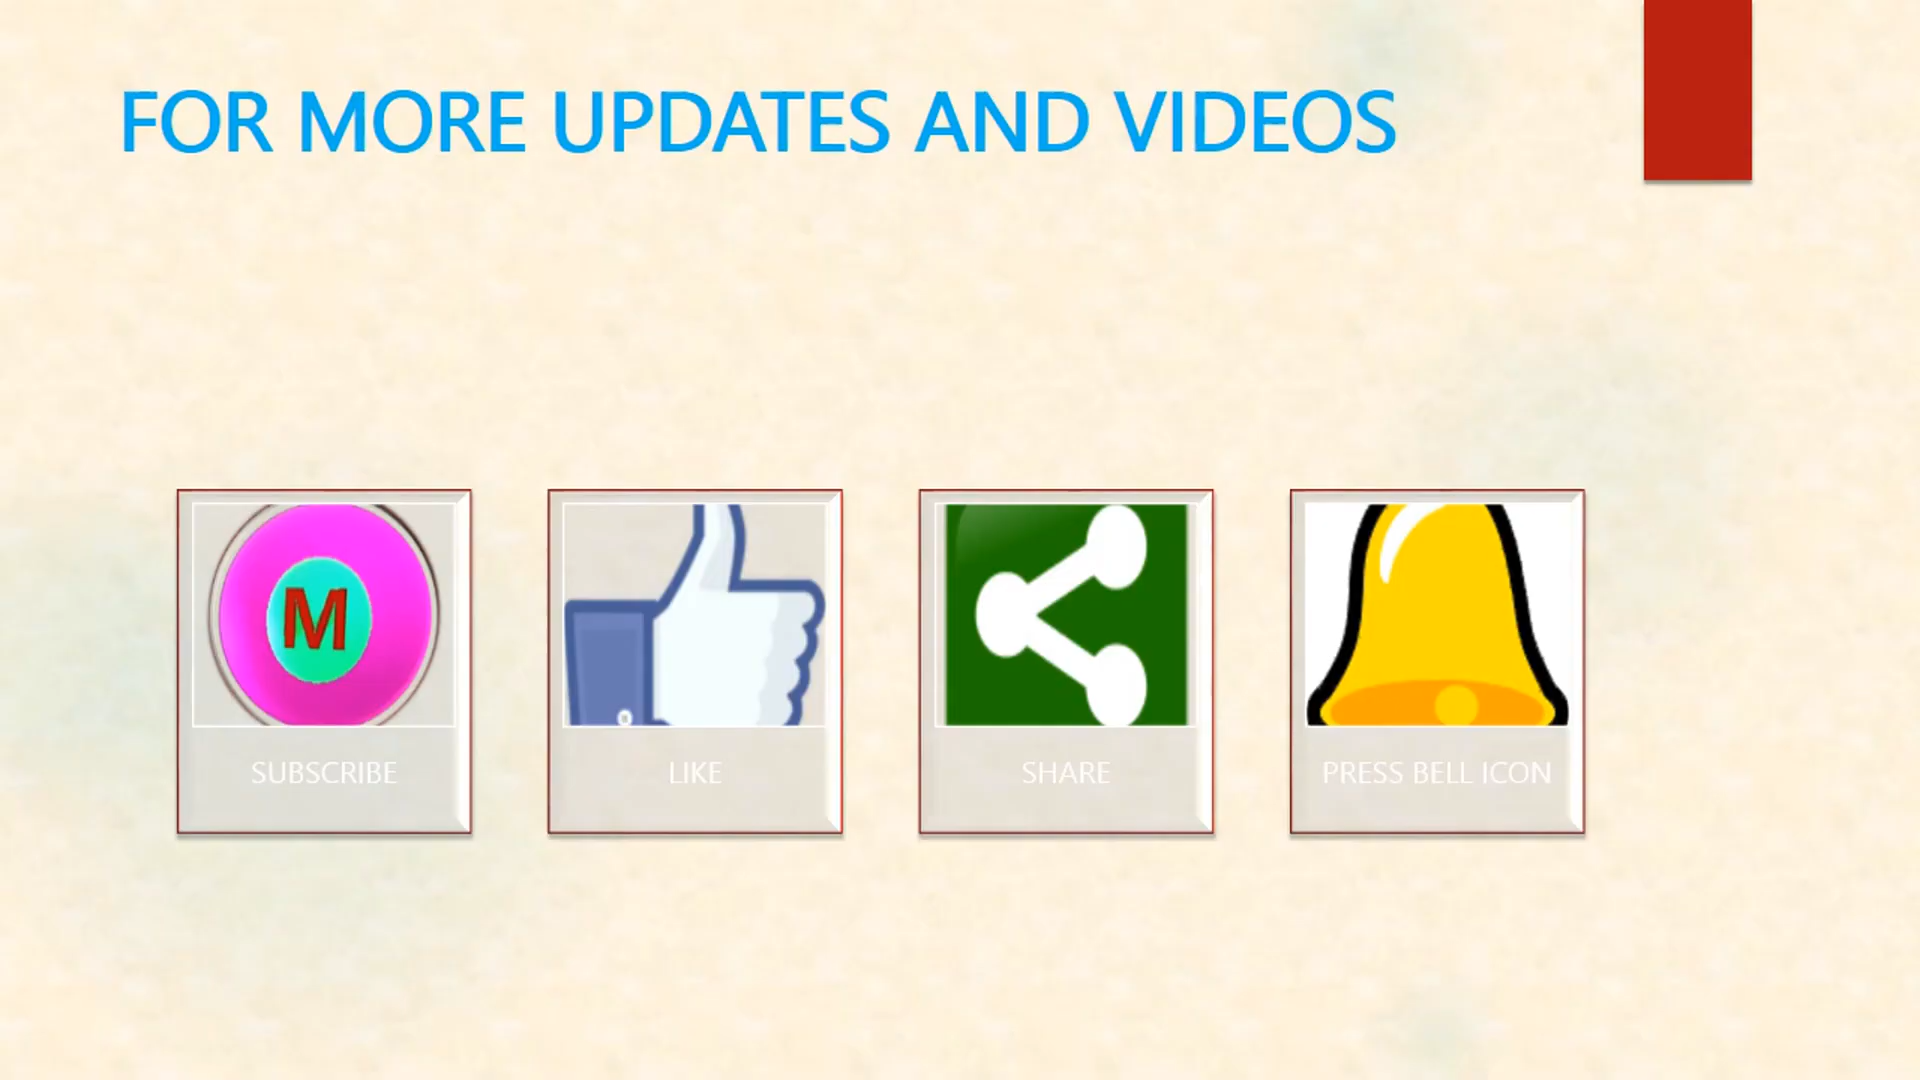 FOR MORE UPDATES AND VIDEOS
M
SUBSCRIBE
LIKE
SHARE
PRESS BELL ICON